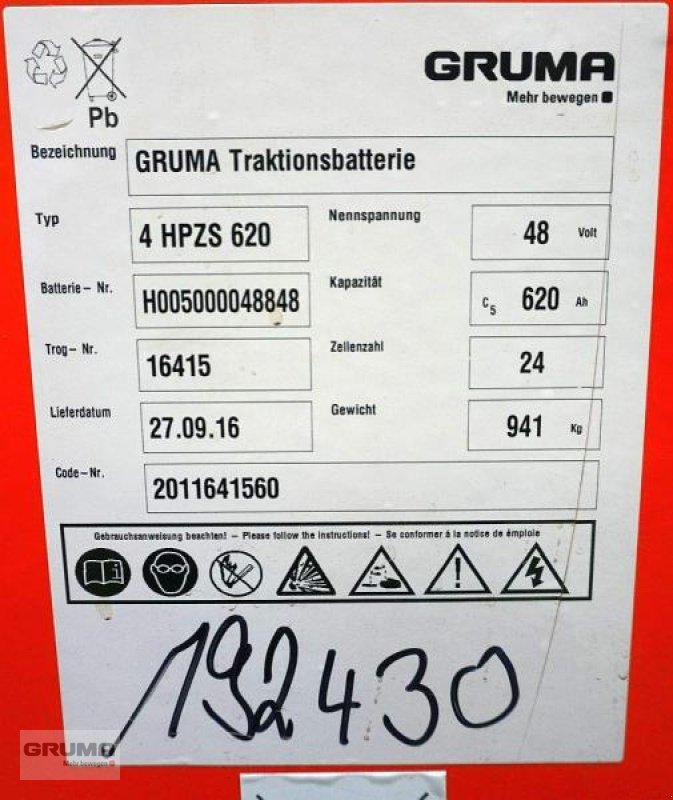 GRUMA
Mehr bewegen
Pb
Bezeichnung GRUMA Traktionsbatterie
Typ 4 HPZS 620 Nennspannung 48 Volt
Batterie- Nr. H005000048848 Kapazität C5 620 Ah
Trog- Nr. 16415 Zellenzahl 24
Lieferdatum 27.09.16 Gewicht 941 Kg
Code-Nr. 2011641560
Gebrauchsanweisung beachten! - Please follow the instructions! - Se conformer á la notice de émploie
192430
GRUMA
Mehr bewegen